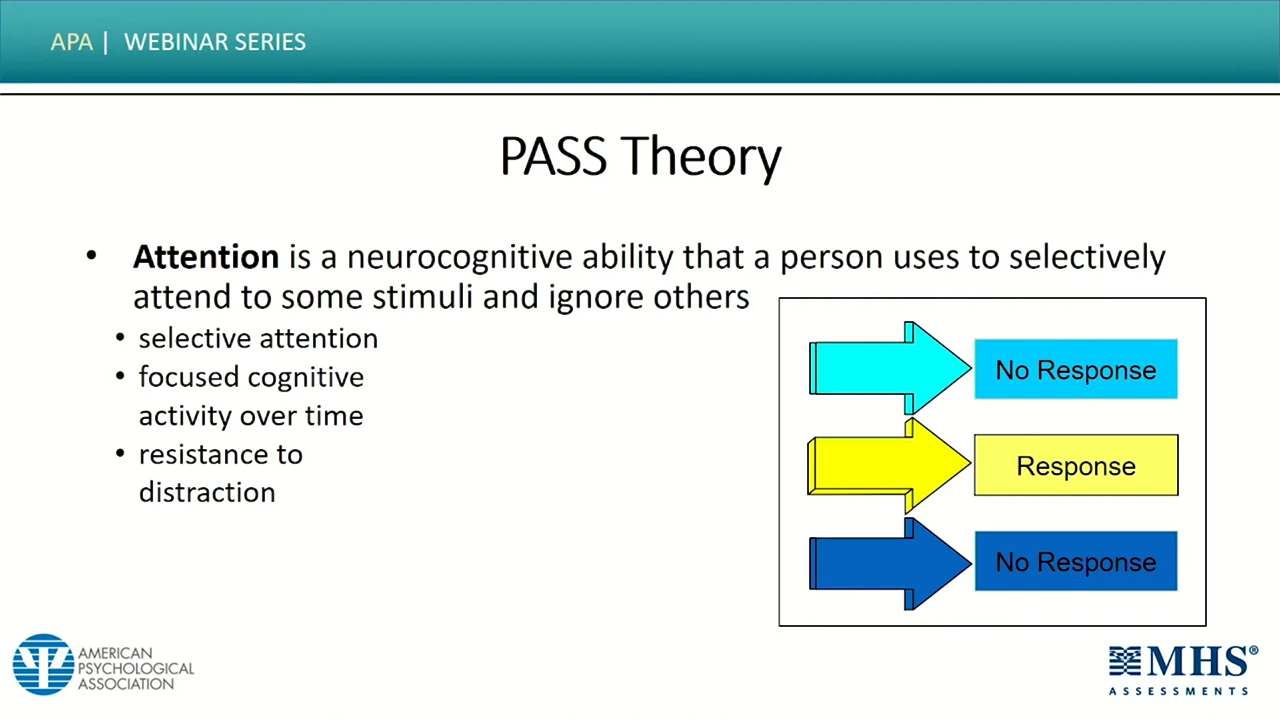 APA | WEBINAR SERIES
PASS Theory
• Attention is a neurocognitive ability that a person uses to selectively
attend to some stimuli and ignore others
• selective attention
• focused cognitive
activity over time
• resistance to
distraction
No Response
Response
No Response
AMERICAN
PSYCHOLOGICAL
ASSOCIATION
MHS®
ASSESSMENTS